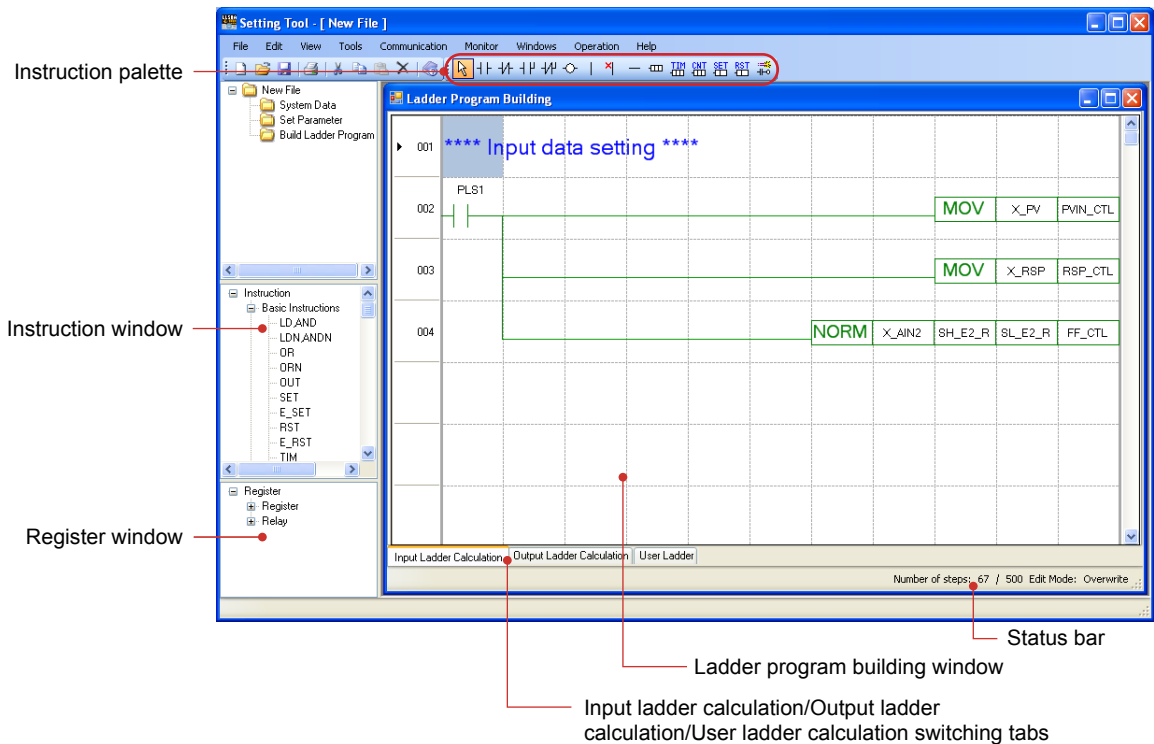 Setting Tool - [ New File ]
File Edit View Tools Communication Monitor Windows Operation Help
TIM CNT SET RST
Instruction palette
New File
System Data
Set Parameter
Build Ladder Program
Ladder Program Building
001 **** Input data setting ****
PLS1
002 MOV X_PV PVIN_CTL
003 MOV X_RSP RSP_CTL
004 NORM X_AIN2 SH_E2_R SL_E2_R FF_CTL
Instruction window
Instruction
Basic Instructions
LD,AND
LDN,ANDN
OR
ORN
OUT
SET
E_SET
RST
E_RST
TIM
Register window
Register
Register
Relay
Input Ladder Calculation Output Ladder Calculation User Ladder
Number of steps: 67 / 500 Edit Mode: Overwrite
Status bar
Ladder program building window
Input ladder calculation/Output ladder
calculation/User ladder calculation switching tabs